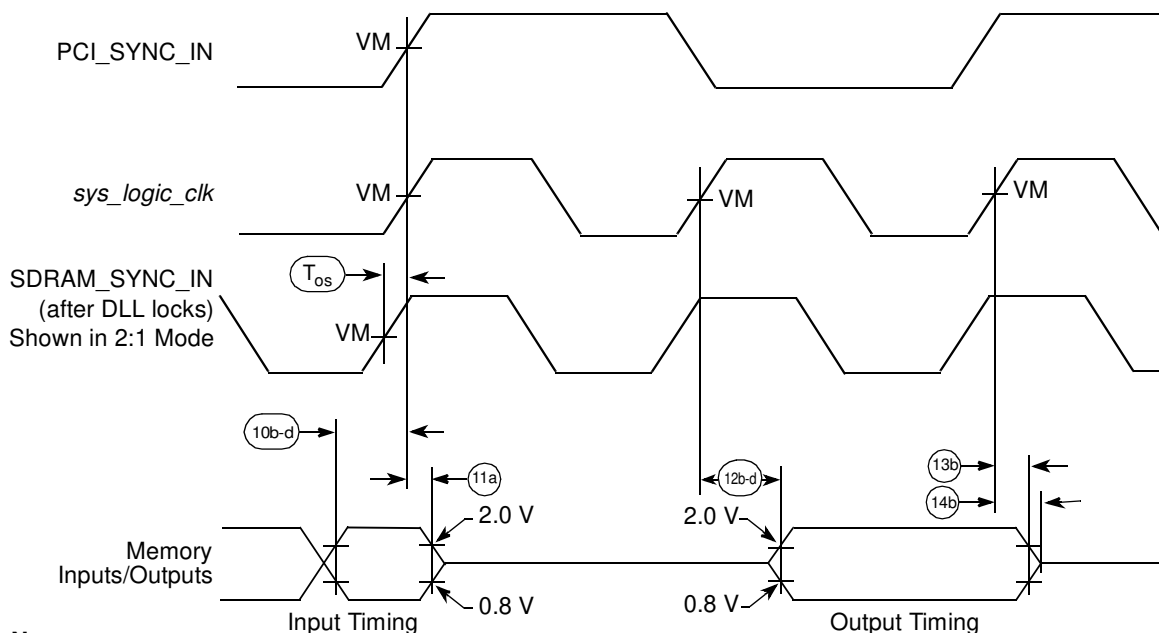 PCI_SYNC_IN
VM
sys_logic_clk
VM
VM
VM
Tos
SDRAM_SYNC_IN
(after DLL locks)
Shown in 2:1 Mode
VM
10b-d
11a
12b-d
13b
14b
2.0 V
2.0 V
Memory
Inputs/Outputs
0.8 V
0.8 V
Input Timing
Output Timing